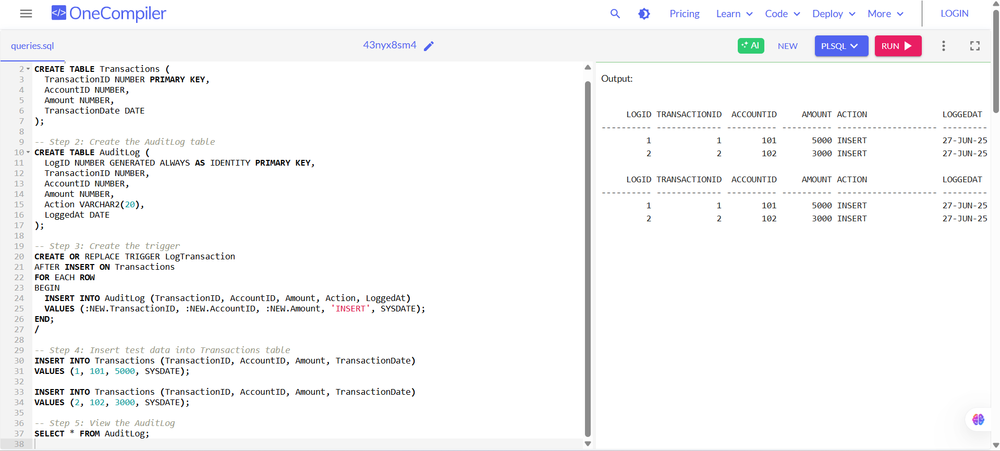 </> OneCompiler
Pricing Learn Code Deploy More LOGIN
queries.sql
43nyx8sm4
AI NEW PLSQL RUN
2 CREATE TABLE Transactions (
3 TransactionID NUMBER PRIMARY KEY,
4 AccountID NUMBER,
5 Amount NUMBER,
6 TransactionDate DATE
7 );
8
9 -- Step 2: Create the AuditLog table
10 CREATE TABLE AuditLog (
11 LogID NUMBER GENERATED ALWAYS AS IDENTITY PRIMARY KEY,
12 TransactionID NUMBER,
13 AccountID NUMBER,
14 Amount NUMBER,
15 Action VARCHAR2(20),
16 LoggedAt DATE
17 );
18
19 -- Step 3: Create the trigger
20 CREATE OR REPLACE TRIGGER LogTransaction
21 AFTER INSERT ON Transactions
22 FOR EACH ROW
23 BEGIN
24 INSERT INTO AuditLog (TransactionID, AccountID, Amount, Action, LoggedAt)
25 VALUES (:NEW.TransactionID, :NEW.AccountID, :NEW.Amount, 'INSERT', SYSDATE);
26 END;
27 /
28
29 -- Step 4: Insert test data into Transactions table
30 INSERT INTO Transactions (TransactionID, AccountID, Amount, TransactionDate)
31 VALUES (1, 101, 5000, SYSDATE);
32
33 INSERT INTO Transactions (TransactionID, AccountID, Amount, TransactionDate)
34 VALUES (2, 102, 3000, SYSDATE);
35
36 -- Step 5: View the AuditLog
37 SELECT * FROM AuditLog;
38
Output:
LOGID TRANSACTIONID ACCOUNTID AMOUNT ACTION LOGGEDAT
---------- ------------- ---------- ---------- -------------------- ---------
1 1 101 5000 INSERT 27-JUN-25
2 2 102 3000 INSERT 27-JUN-25
LOGID TRANSACTIONID ACCOUNTID AMOUNT ACTION LOGGEDAT
---------- ------------- ---------- ---------- -------------------- ---------
1 1 101 5000 INSERT 27-JUN-25
2 2 102 3000 INSERT 27-JUN-25